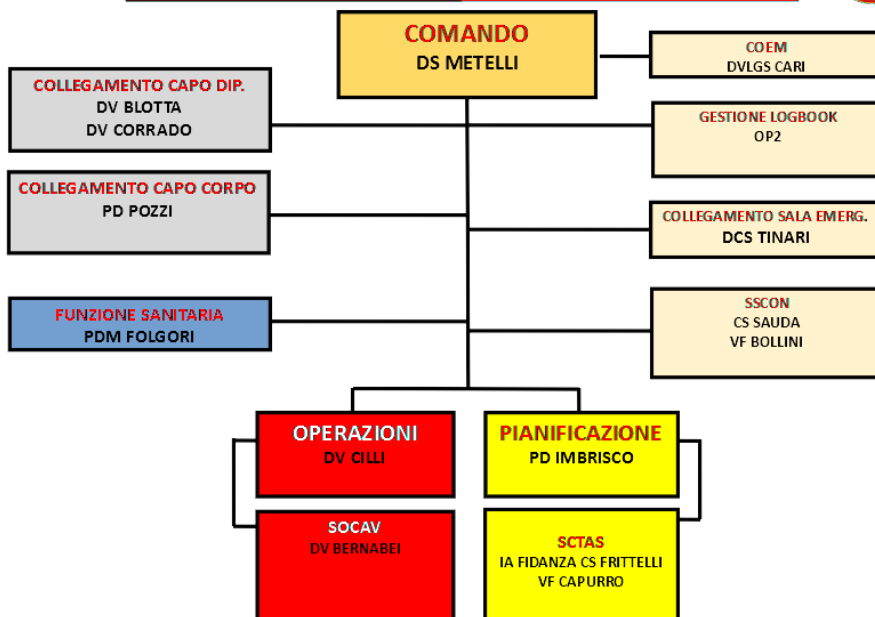 COMANDO
DS METELLI
COEM
DVLGS CARI
COLLEGAMENTO CAPO DIP.
DV BLOTTA
DV CORRADO
GESTIONE LOGBOOK
OP2
COLLEGAMENTO CAPO CORPO
PD POZZI
COLLEGAMENTO SALA EMERG.
DCS TINARI
FUNZIONE SANITARIA
PDM FOLGORI
SSCON
CS SAUDA
VF BOLLINI
OPERAZIONI
DV CILLI
PIANIFICAZIONE
PD IMBRISCO
SOCAV
DV BERNABEI
SCTAS
IA FIDANZA CS FRITTELLI
VF CAPURRO